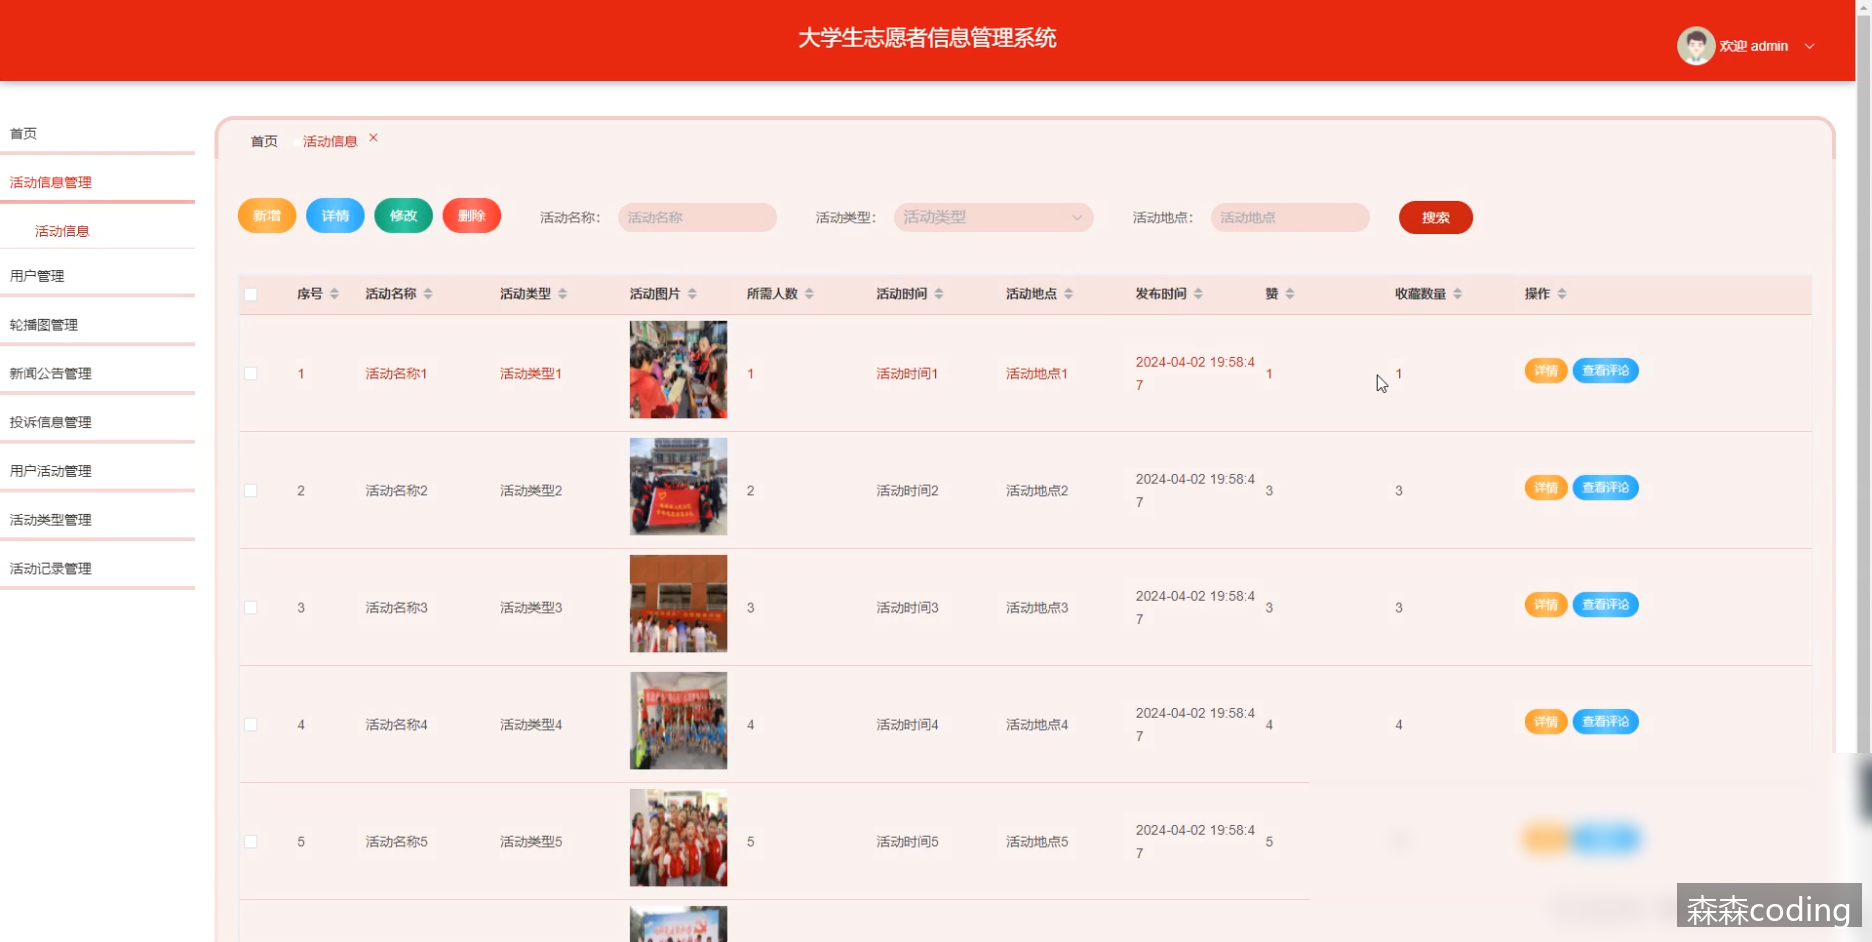 大学生志愿者信息管理系统
欢迎 admin
首页
活动信息管理
活动信息
用户管理
轮播图管理
新闻公告管理
投诉信息管理
用户活动管理
活动类型管理
活动记录管理
首页 活动信息 ×
新增 详情 修改 删除 活动名称： 活动名称 活动类型： 活动类型 活动地点： 活动地点 搜索
序号 活动名称 活动类型 活动图片 所需人数 活动时间 活动地点 发布时间 赞 收藏数量 操作
1 活动名称1 活动类型1 1 活动时间1 活动地点1 2024-04-02 19:58:4 1 1 详情 查看评论
7
2 活动名称2 活动类型2 2 活动时间2 活动地点2 2024-04-02 19:58:4 3 3 详情 查看评论
7
3 活动名称3 活动类型3 3 活动时间3 活动地点3 2024-04-02 19:58:4 3 3 详情 查看评论
7
4 活动名称4 活动类型4 4 活动时间4 活动地点4 2024-04-02 19:58:4 4 4 详情 查看评论
7
5 活动名称5 活动类型5 5 活动时间5 活动地点5 2024-04-02 19:58:4 5
7
森森coding